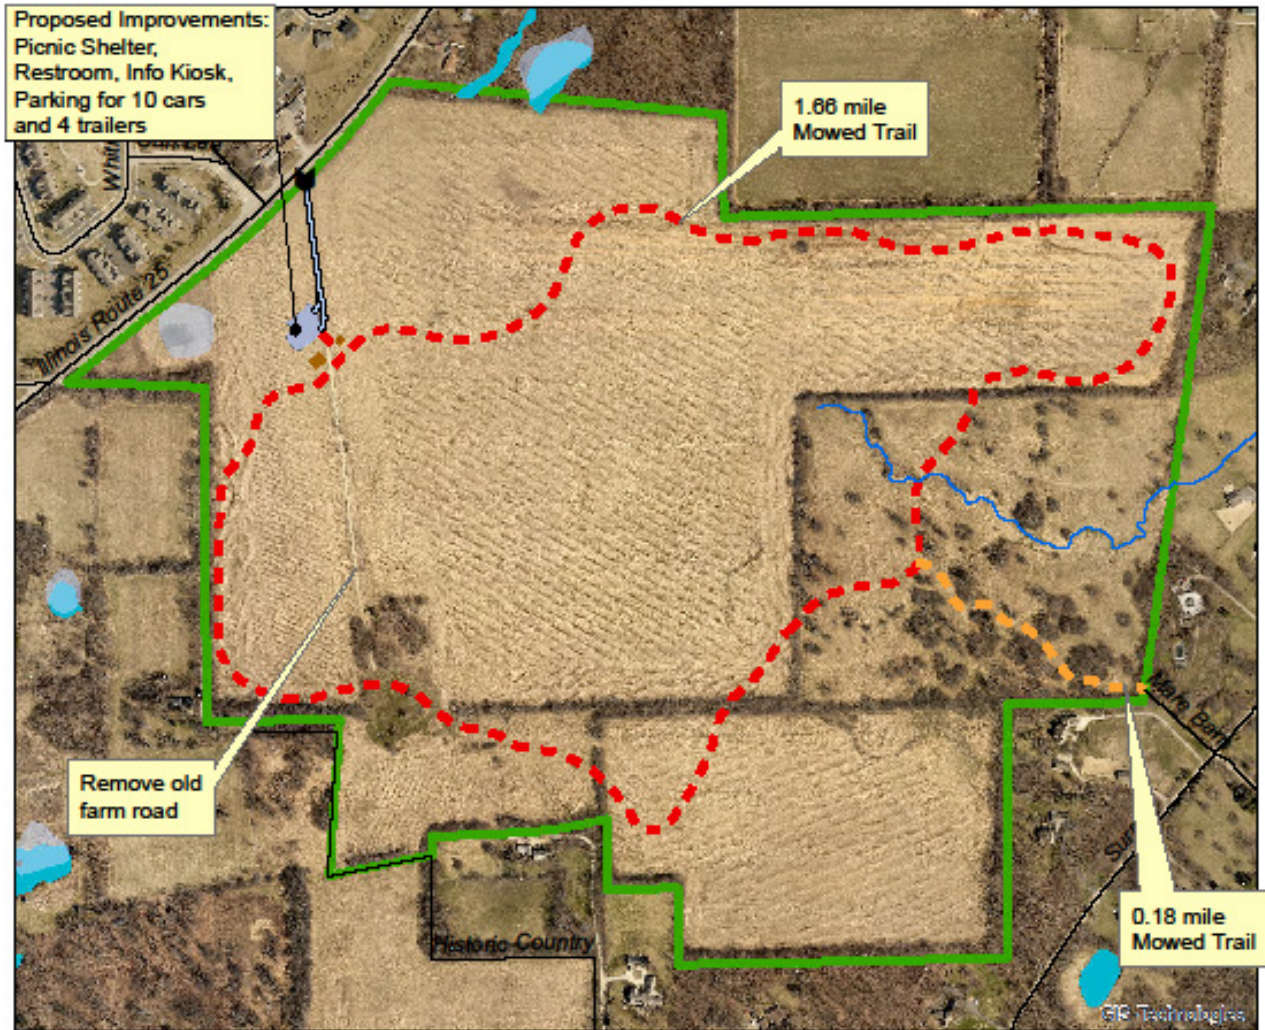 Proposed Improvements:
Picnic Shelter,
Restroom, Info Kiosk,
Parking for 10 cars
and 4 trailers
1.66 mile
Mowed Trail
Illinois Route 25
Remove old
farm road
Historic Country
0.18 mile
Mowed Trail
GIS Technologies